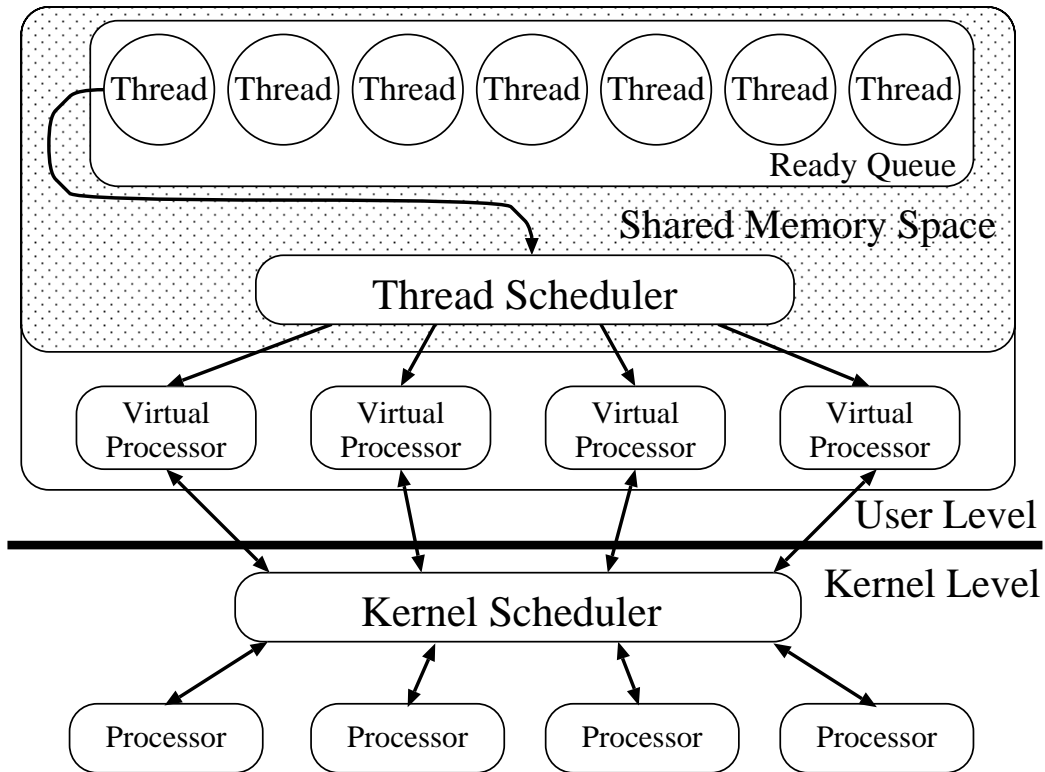 Thread Thread Thread Thread Thread Thread Thread
Ready Queue
Shared Memory Space
Thread Scheduler
Virtual
Processor
Virtual
Processor
Virtual
Processor
Virtual
Processor
User Level
Kernel Level
Kernel Scheduler
Processor Processor Processor Processor